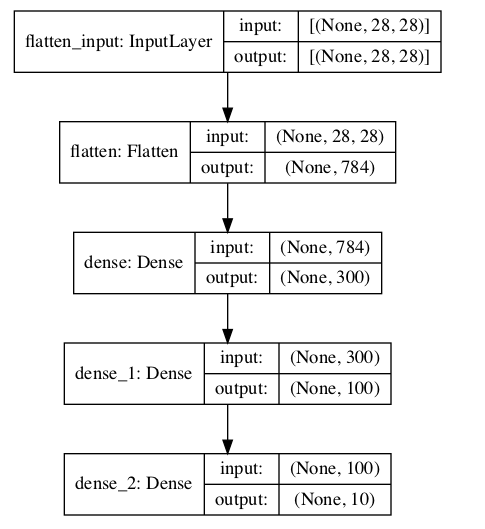 flatten_input: InputLayer
input: [(None, 28, 28)]
output: [(None, 28, 28)]
flatten: Flatten
input: (None, 28, 28)
output: (None, 784)
dense: Dense
input: (None, 784)
output: (None, 300)
dense_1: Dense
input: (None, 300)
output: (None, 100)
dense_2: Dense
input: (None, 100)
output: (None, 10)